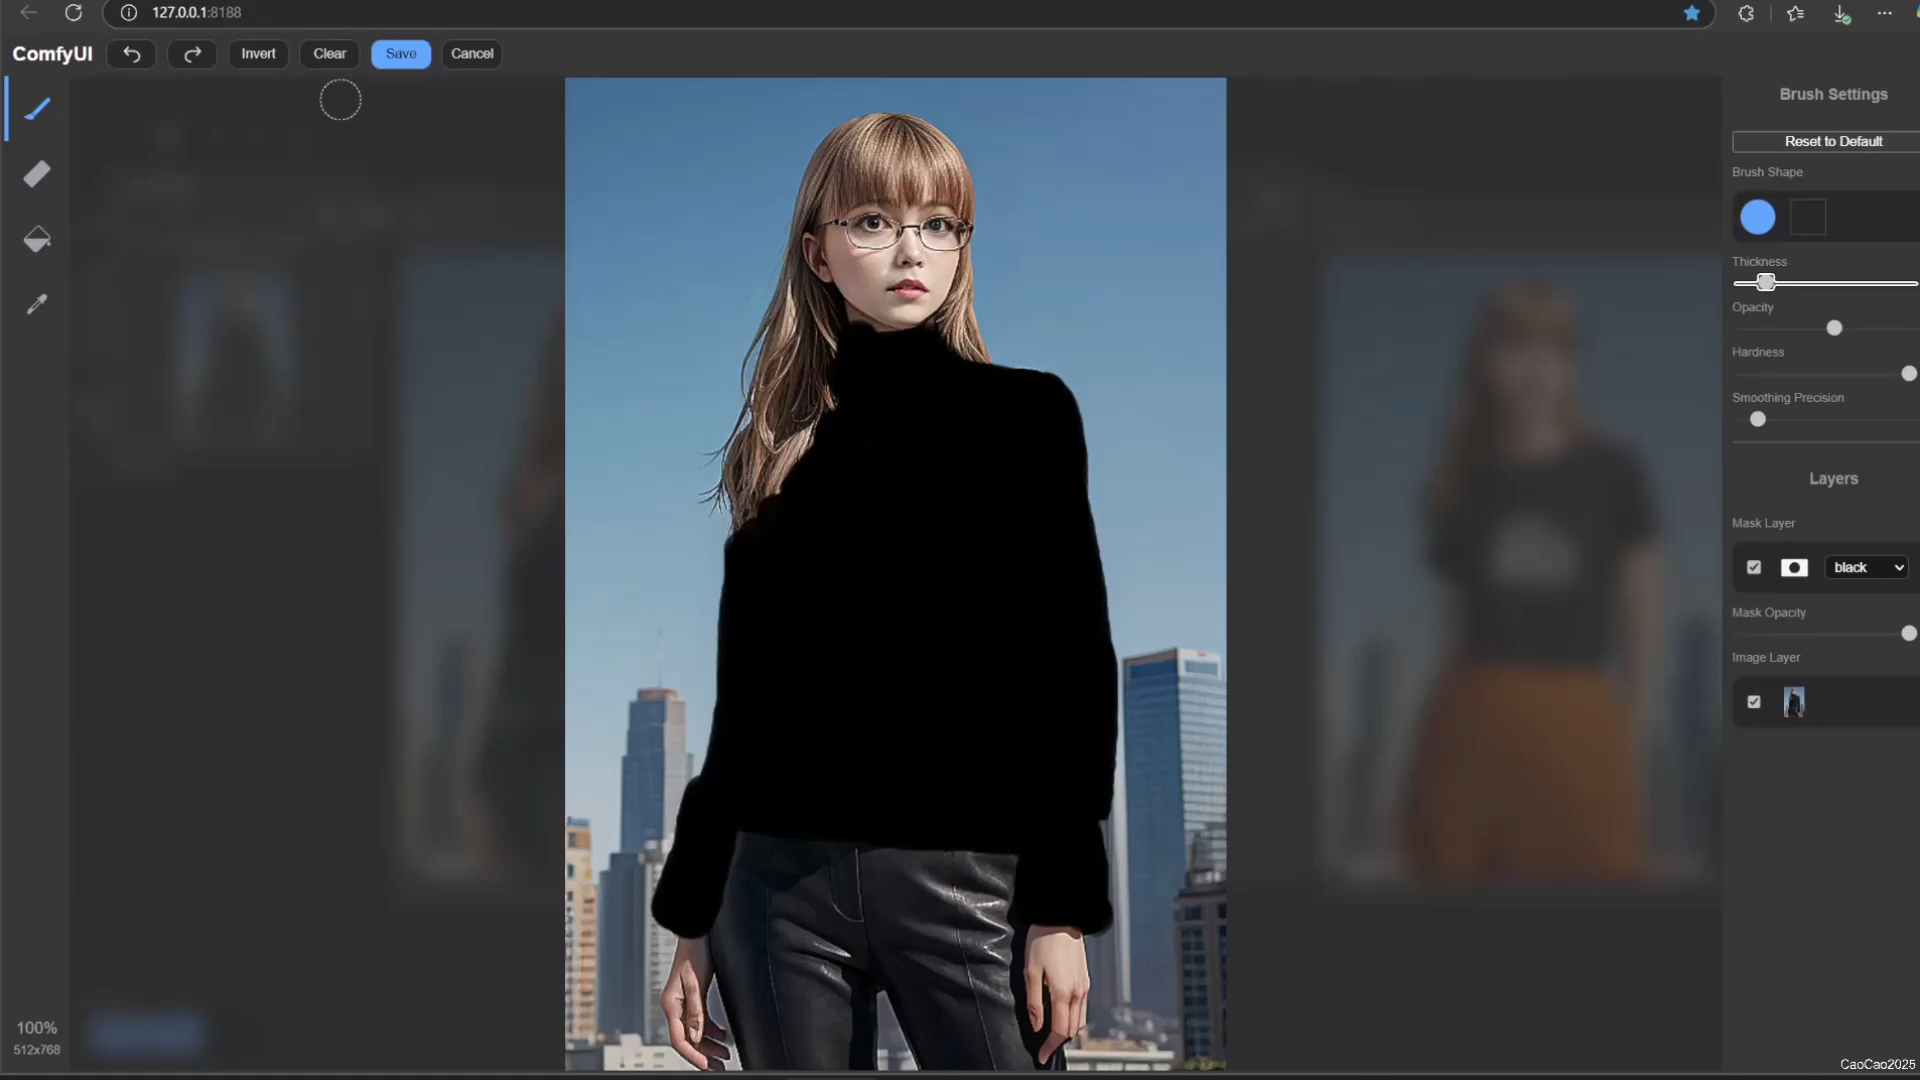 127.0.0.1:8188
ComfyUI
Invert
Clear
Save
Cancel
Brush Settings
Reset to Default
Brush Shape
Thickness
Opacity
Hardness
Smoothing Precision
Layers
Mask Layer
black
Mask Opacity
Image Layer
100%
512x768
CaoCao2025